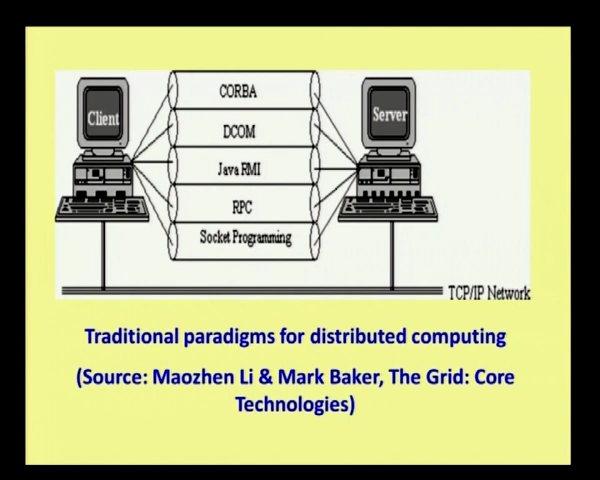 CORBA
Client
Server
DCOM
Java RMI
RPC
Socket Programming
TCP/IP Network
Traditional paradigms for distributed computing
(Source: Maozhen Li & Mark Baker, The Grid: Core
Technologies)